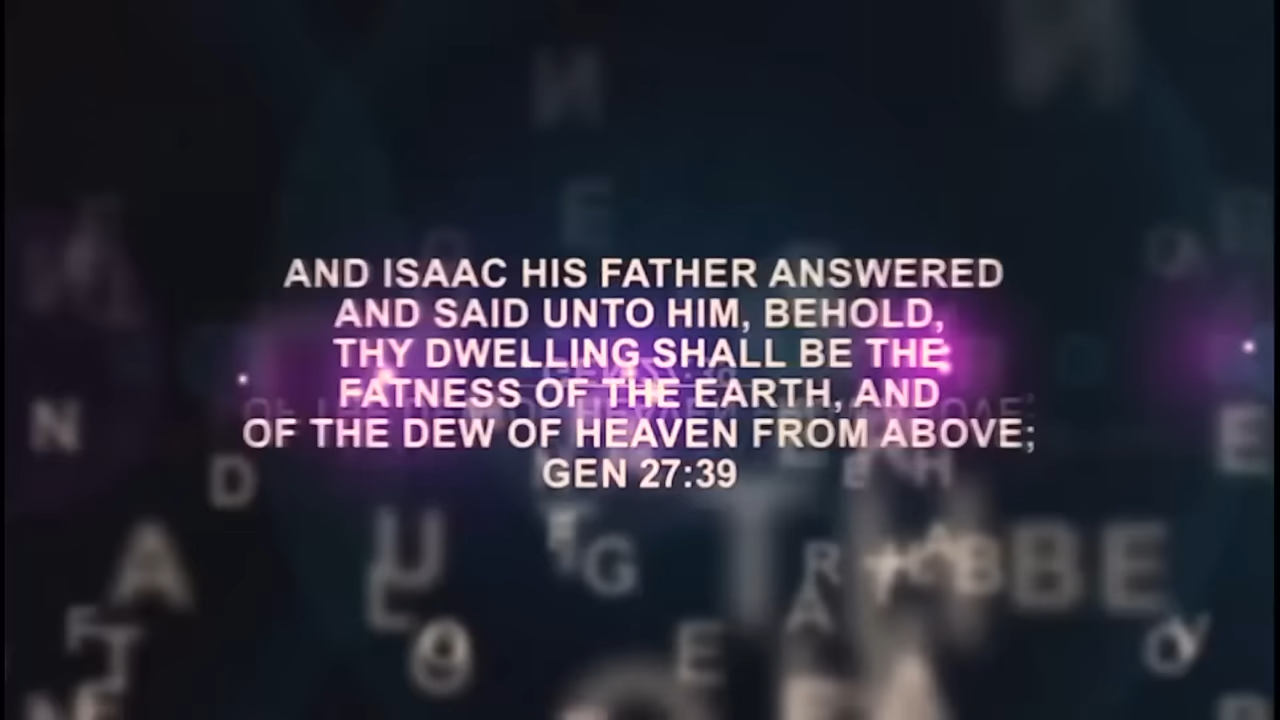 AND ISAAC HIS FATHER ANSWERED
AND SAID UNTO HIM, BEHOLD,
THY DWELLING SHALL BE THE
FATNESS OF THE EARTH, AND
OF THE DEW OF HEAVEN FROM ABOVE;
GEN 27:39